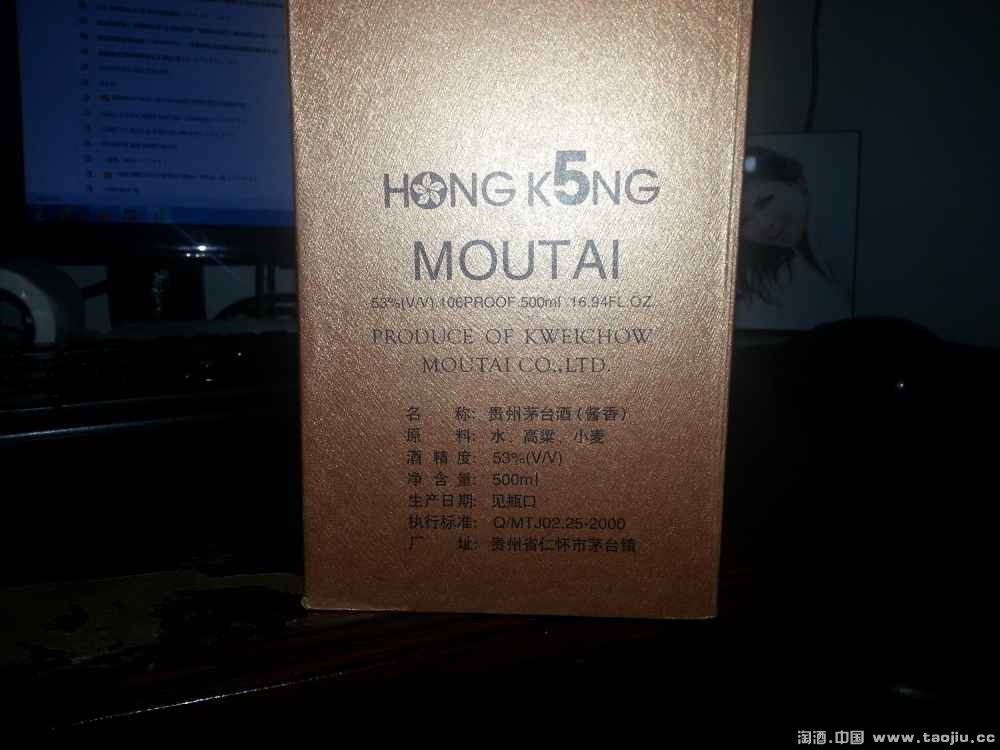 HONG K5NG
MOUTAI
53%(V/V).106PROOF.500ml .16.94FL.OZ.
PRODUCE OF KWEICHOW
MOUTAI CO.,LTD.
名 称: 贵州茅台酒(酱香)
原 料: 水、高粱、小麦
酒 精 度: 53%(V/V)
净 含 量: 500ml
生产日期: 见瓶口
执行标准: Q/MTJ02.25-2000
厂 址: 贵州省仁怀市茅台镇
淘酒.中国 www.taojiu.cc